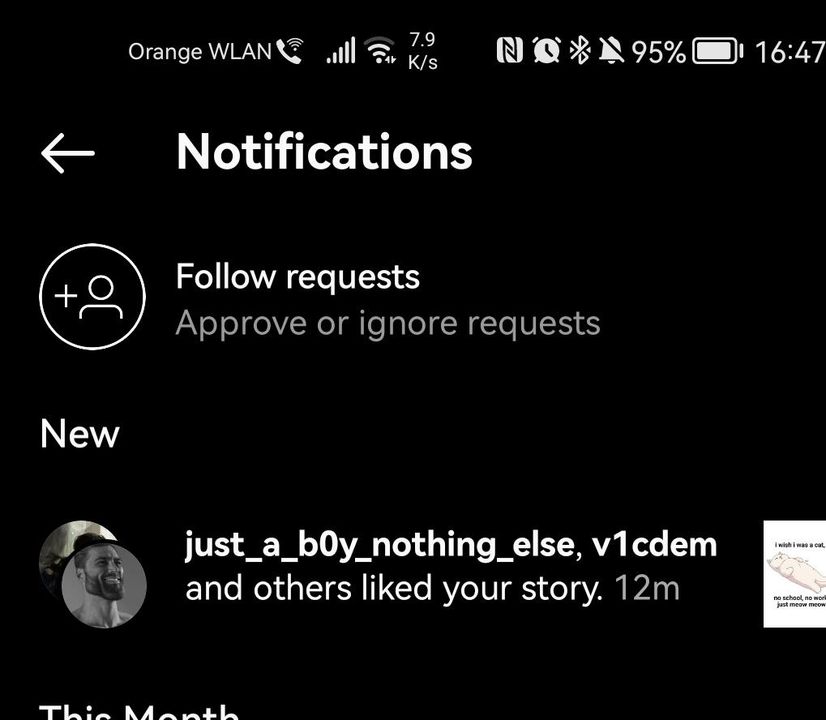 Orange WLAN 7.9 K/s 95% 16:47
Notifications
Follow requests
Approve or ignore requests
New
just_a_b0y_nothing_else, v1cdem
and others liked your story. 12m
i wish i was a cat,
no school, no work
just meow meow
This Month